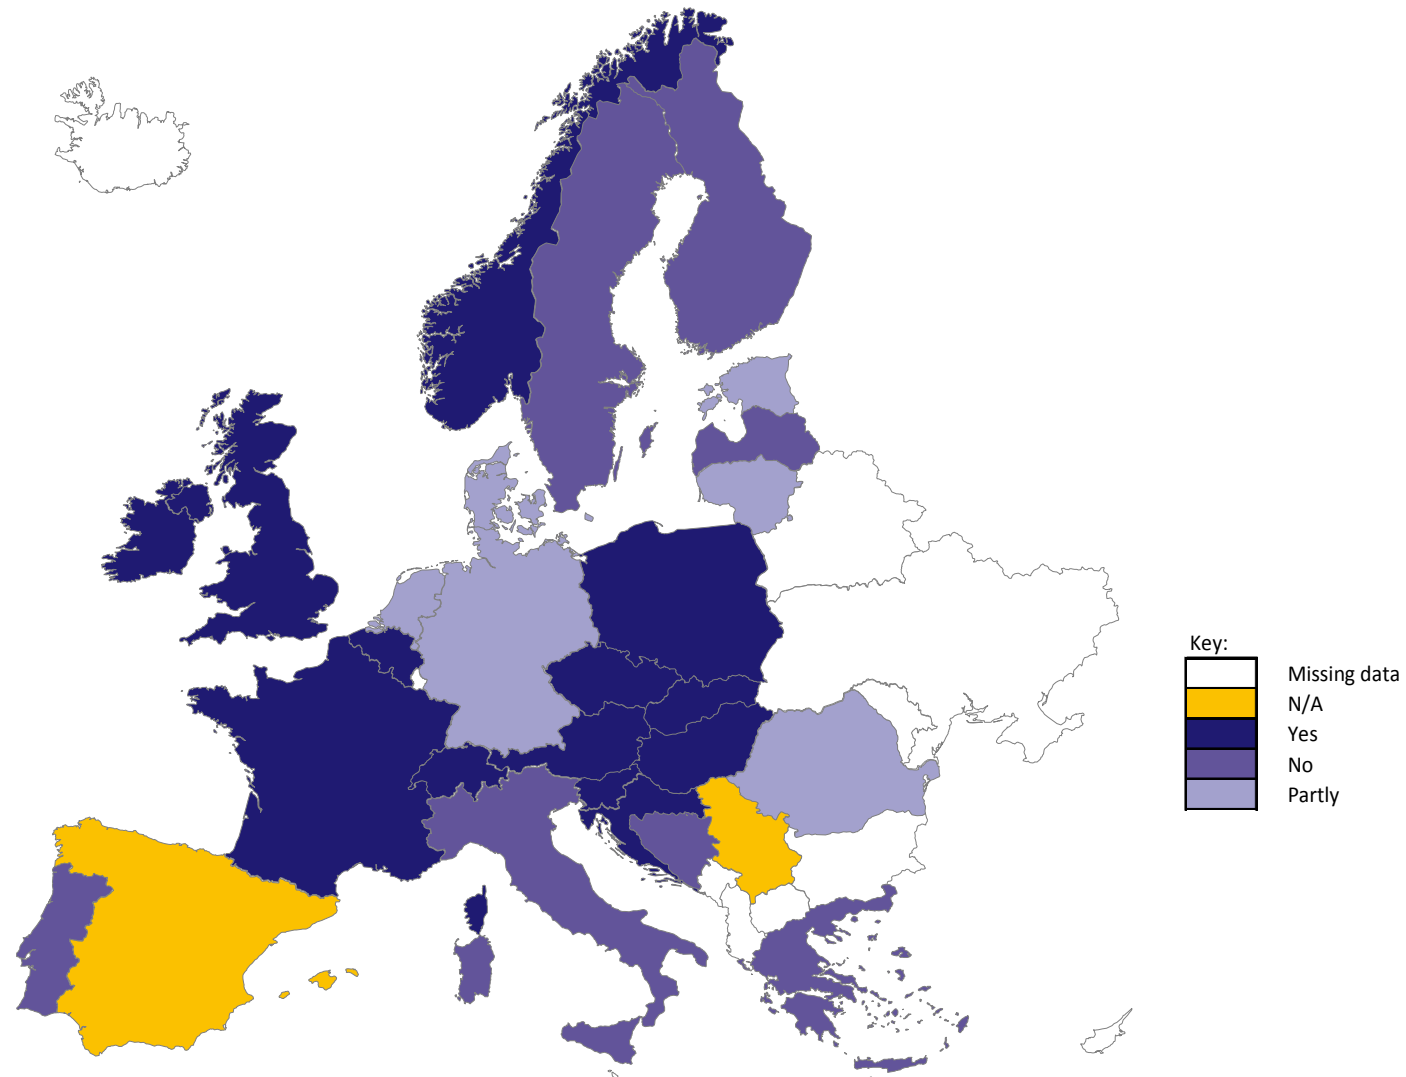 Key:
Missing data
N/A
Yes
No
Partly